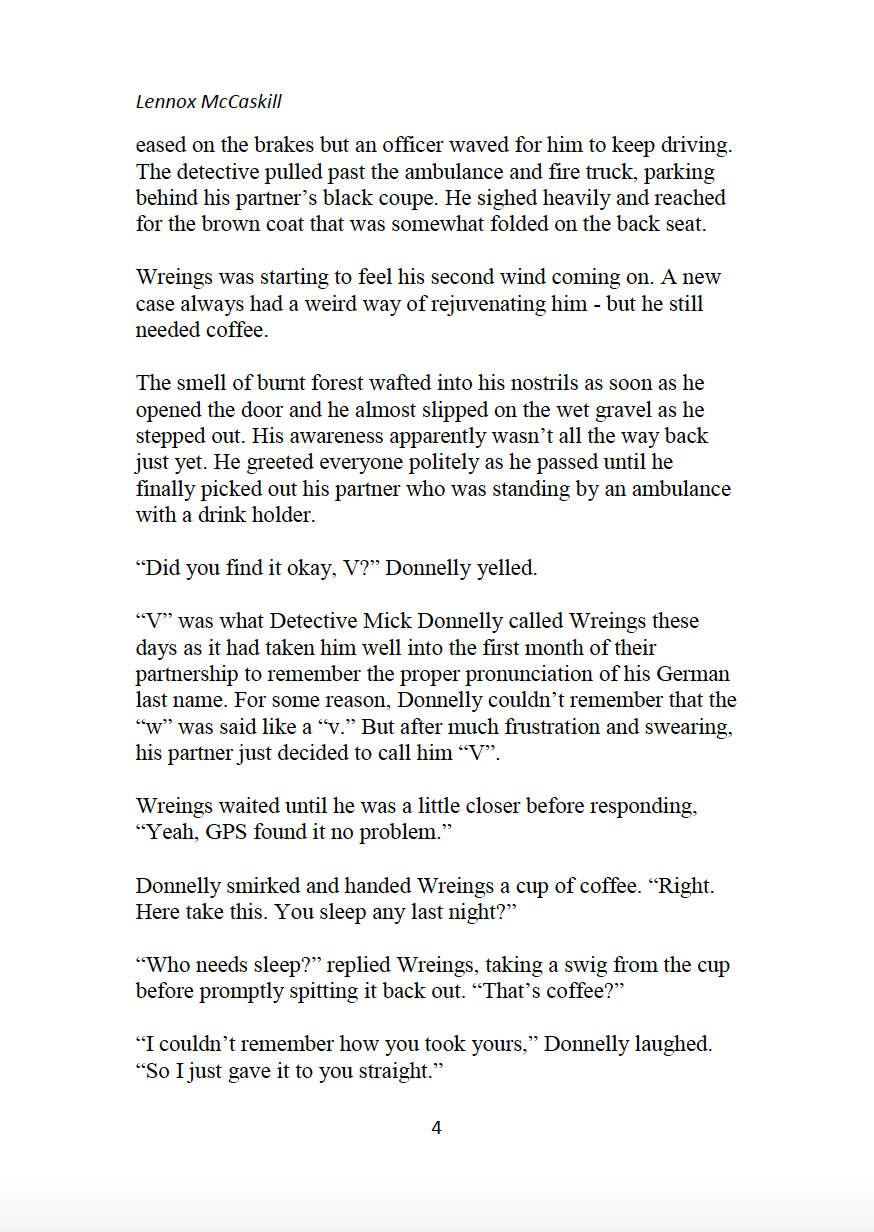 Lennox McCaskill
eased on the brakes but an officer waved for him to keep driving.
The detective pulled past the ambulance and fire truck, parking
behind his partner’s black coupe. He sighed heavily and reached
for the brown coat that was somewhat folded on the back seat.
Wreings was starting to feel his second wind coming on. A new
case always had a weird way of rejuvenating him - but he still
needed coffee.
The smell of burnt forest wafted into his nostrils as soon as he
opened the door and he almost slipped on the wet gravel as he
stepped out. His awareness apparently wasn’t all the way back
just yet. He greeted everyone politely as he passed until he
finally picked out his partner who was standing by an ambulance
with a drink holder.
“Did you find it okay, V?” Donnelly yelled.
“V” was what Detective Mick Donnelly called Wreings these
days as it had taken him well into the first month of their
partnership to remember the proper pronunciation of his German
last name. For some reason, Donnelly couldn’t remember that the
“w” was said like a “v.” But after much frustration and swearing,
his partner just decided to call him “V”.
Wreings waited until he was a little closer before responding,
“Yeah, GPS found it no problem.”
Donnelly smirked and handed Wreings a cup of coffee. “Right.
Here take this. You sleep any last night?”
“Who needs sleep?” replied Wreings, taking a swig from the cup
before promptly spitting it back out. “That’s coffee?”
“I couldn’t remember how you took yours,” Donnelly laughed.
“So I just gave it to you straight.”
4